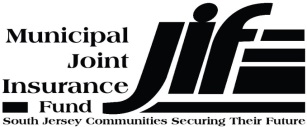 Municipal
Joint
Insurance
Fund
jif
South Jersey Communities Securing Their Future